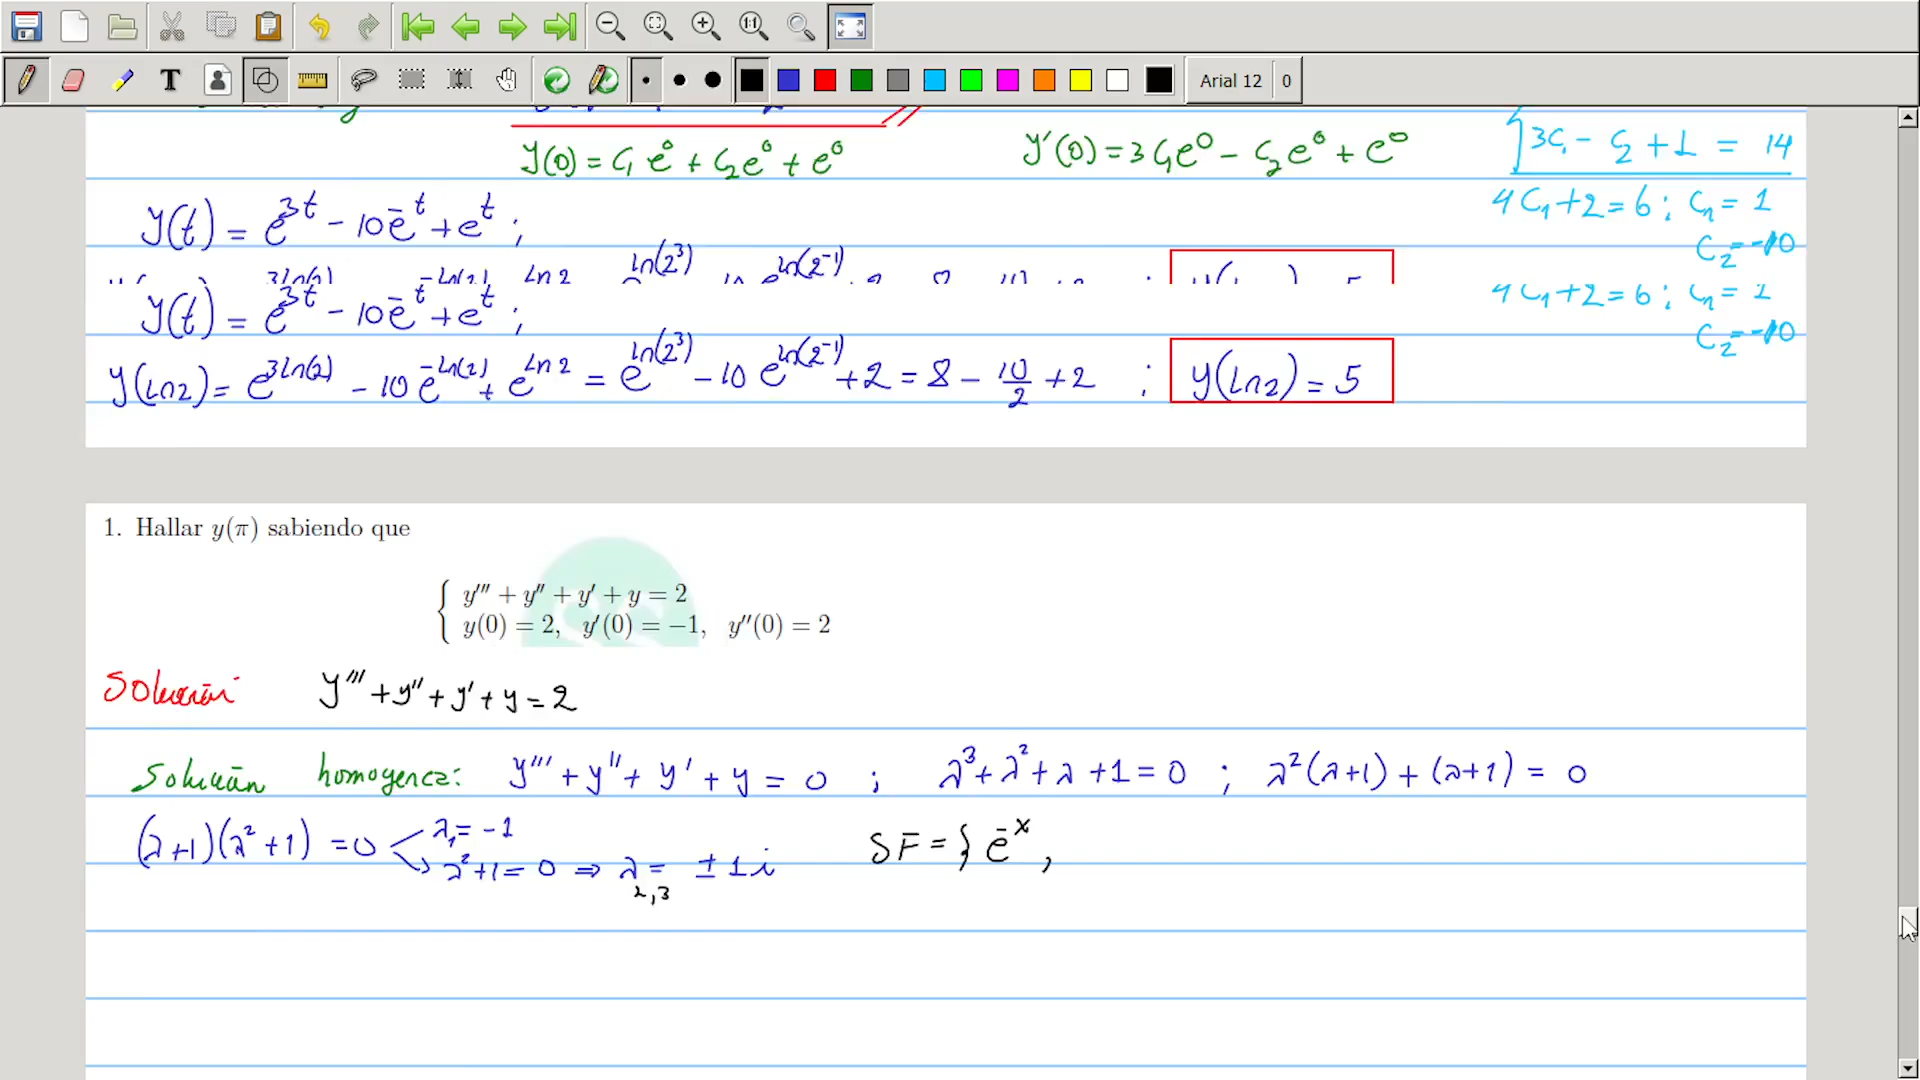 Arial 12 0
3C₁ - C₂ + 1 = 14
y(0) = C₁e⁰ + C₂e⁰ + e⁰
y'(0) = 3C₁e⁰ - C₂e⁰ + e⁰
4C₁ + 2 = 6 ; C₁ = 1
C₂ = -10
y(t) = e^{3t} - 10e^{-t} + e^{t} ;
4C₁ + 2 = 6 ; C₁ = 1
C₂ = -10
y(t) = e^{3t} - 10e^{-t} + e^{t} ;
y(ln2) = e^{3ln(2)} - 10e^{-ln(2)} + e^{ln2} = e^{ln(2³)} - 10e^{ln(2⁻¹)} + 2 = 8 - 10/2 + 2 ; y(ln2) = 5
1. Hallar y(π) sabiendo que
y''' + y'' + y' + y = 2
y(0) = 2, y'(0) = −1, y''(0) = 2
Solución y''' + y'' + y' + y = 2
Solución homogenea: y''' + y'' + y' + y = 0 ; λ³ + λ² + λ + 1 = 0 ; λ²(λ+1) + (λ+1) = 0
(λ+1)(λ²+1) = 0 λ₁ = -1
λ²+1 = 0 ⇒ λ₂,₃ = ± 1i
SF = { e^{-x} ,